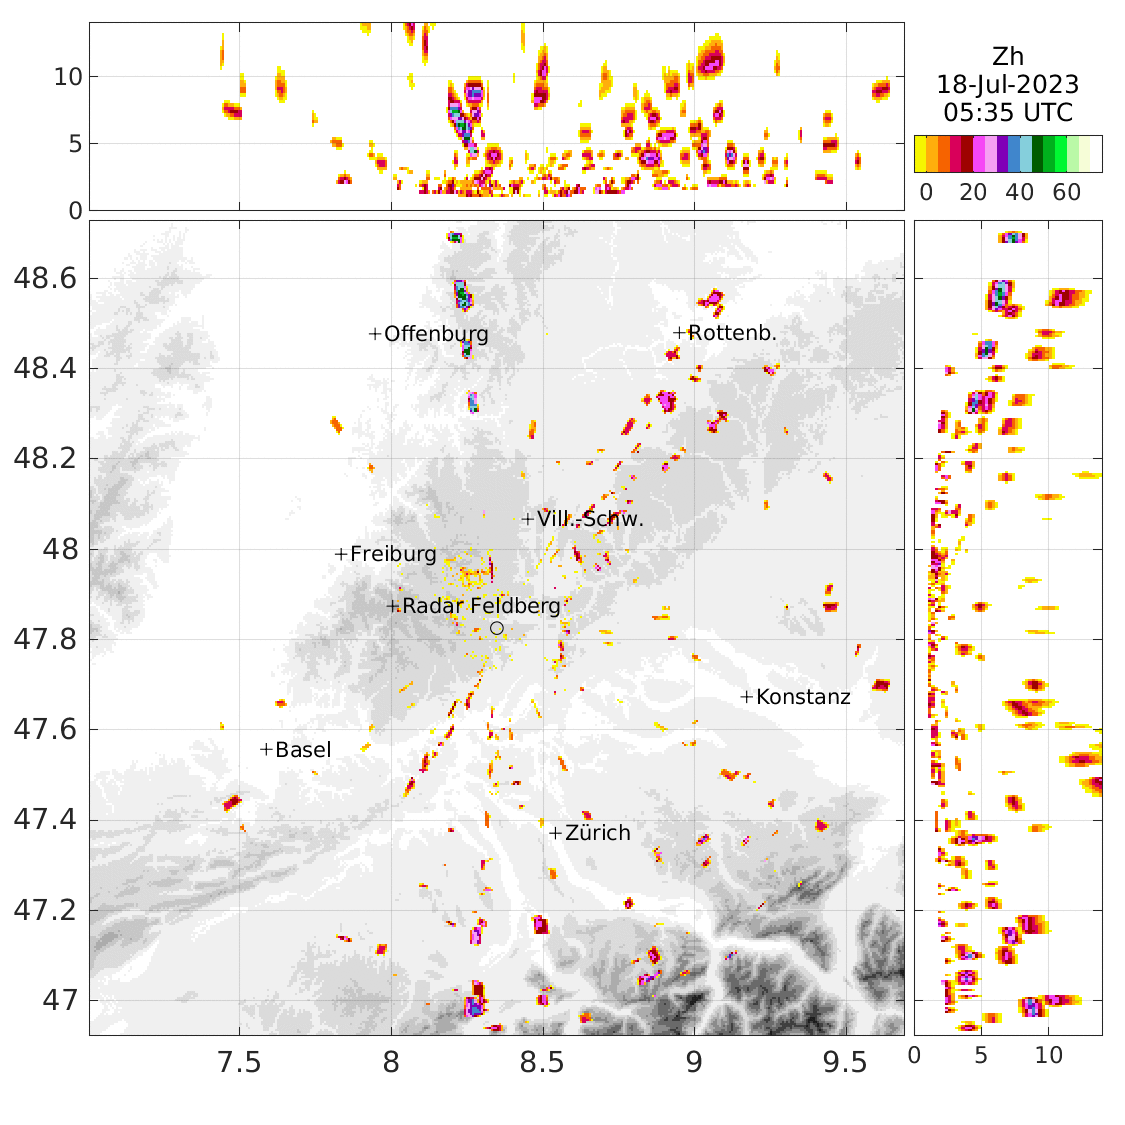 10
5
0
Zh
18-Jul-2023
05:35 UTC
0 20 40 60
48.6
48.4
48.2
48
47.8
47.6
47.4
47.2
47
+Offenburg
+Rottenb.
+Vill.-Schw.
+Freiburg
+Radar Feldberg
+Konstanz
+Basel
+Zürich
7.5 8 8.5 9 9.5
0 5 10